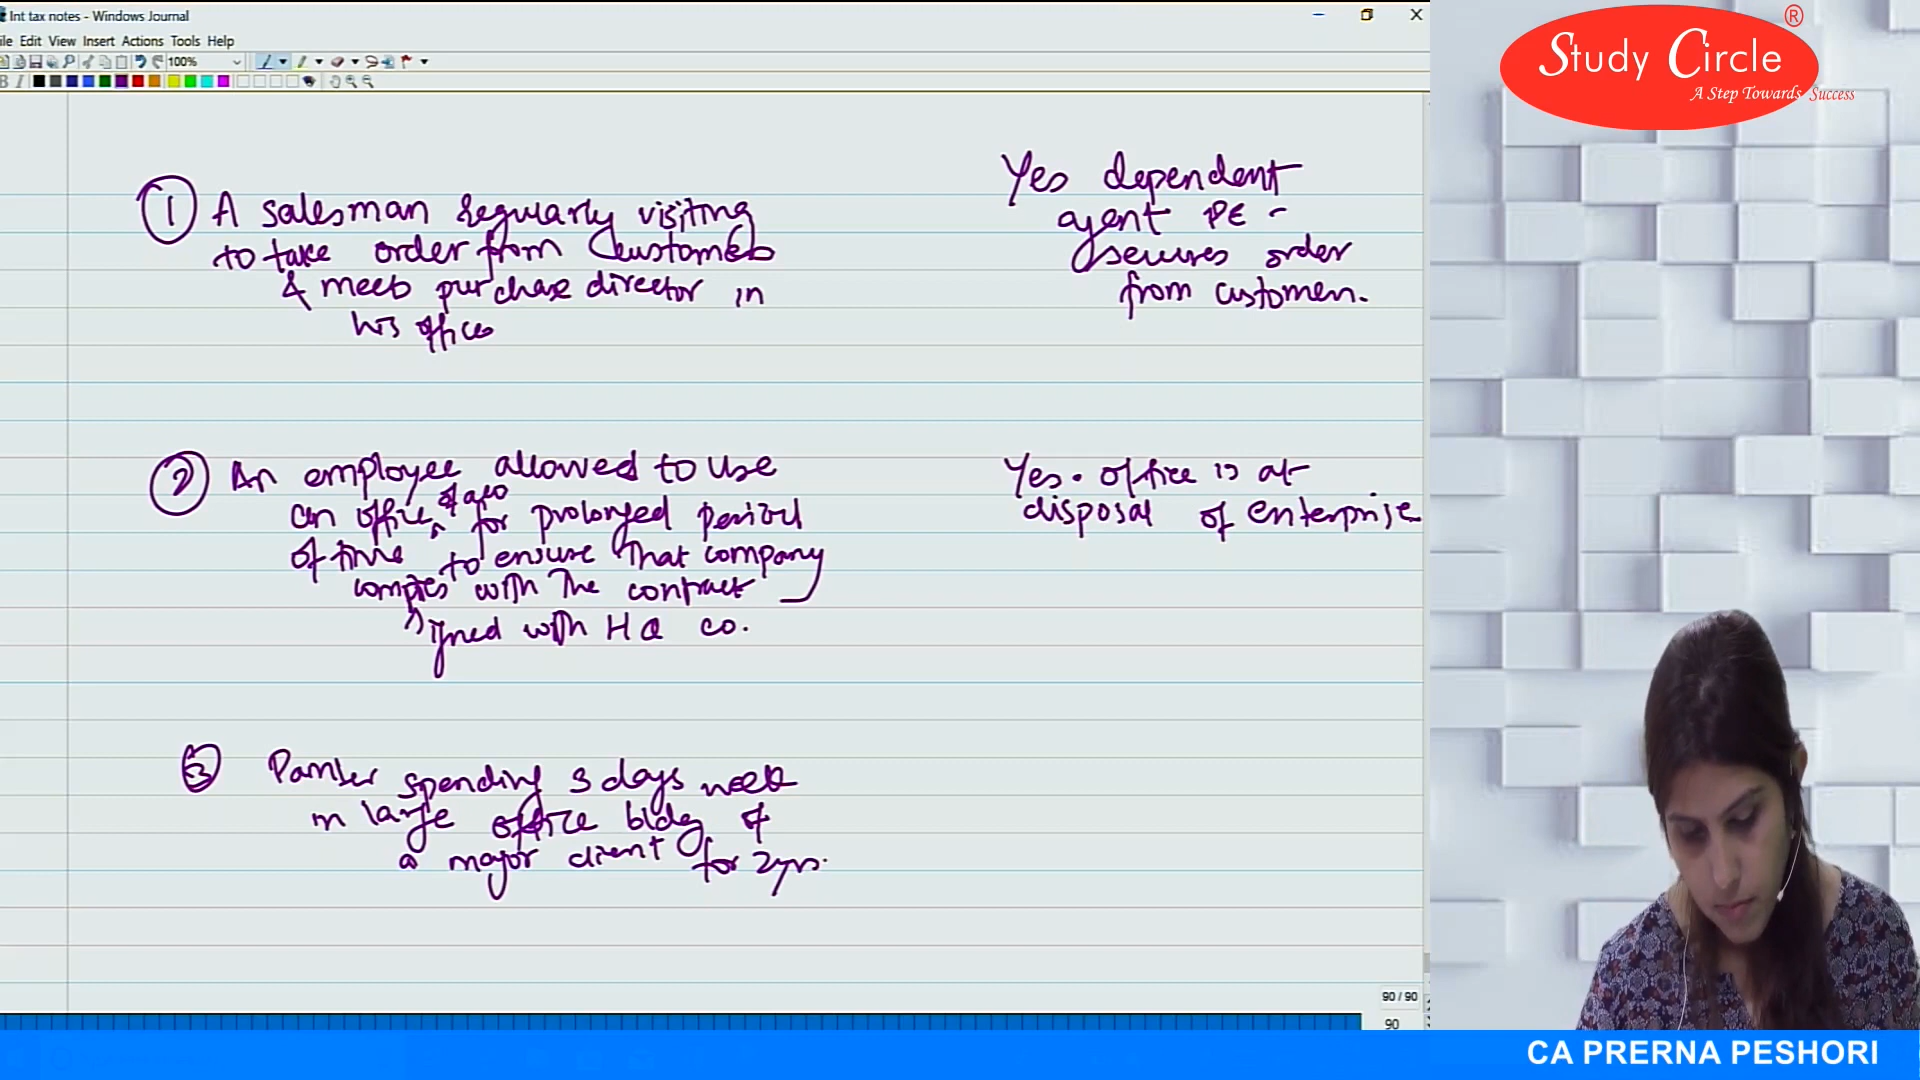 Int tax notes - Windows Journal
ile Edit View Insert Actions Tools Help
100%
B I
Study Circle ®
A Step Towards Success
① A salesman regularly visiting
to take order from customers
& meets purchase director in
his office
Yes dependent
agent PE -
secures order
from customer.
② An employee allowed to use
an office of a co for prolonged period
of time to ensure that company
complies with the contract
signed with HQ co.
Yes. office is at
disposal of enterprise
③ Painter spending 3 days week
in large office bldg of
a major client for 2yrs.
90 / 90
90
CA PRERNA PESHORI